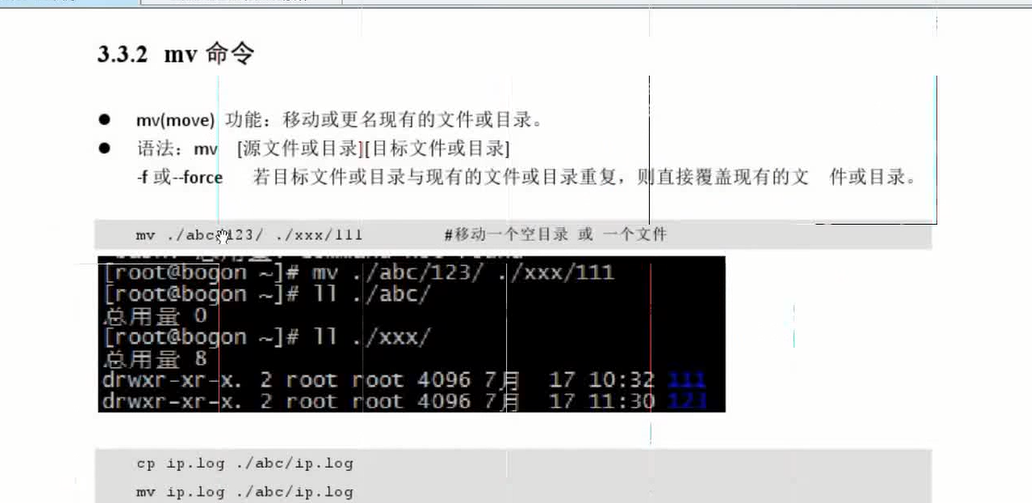 3.3.2 mv 命令
● mv(move) 功能：移动或更名现有的文件或目录。
● 语法：mv [源文件或目录][目标文件或目录]
-f 或--force 若目标文件或目录与现有的文件或目录重复，则直接覆盖现有的文 件或目录。
mv ./abc/123/ ./xxx/111 #移动一个空目录 或 一个文件
[root@bogon ~]# mv ./abc/123/ ./xxx/111
[root@bogon ~]# ll ./abc/
总用量 0
[root@bogon ~]# ll ./xxx/
总用量 8
drwxr-xr-x. 2 root root 4096 7月 17 10:32 111
drwxr-xr-x. 2 root root 4096 7月 17 11:30 123
cp ip.log ./abc/ip.log
mv ip.log ./abc/ip.log